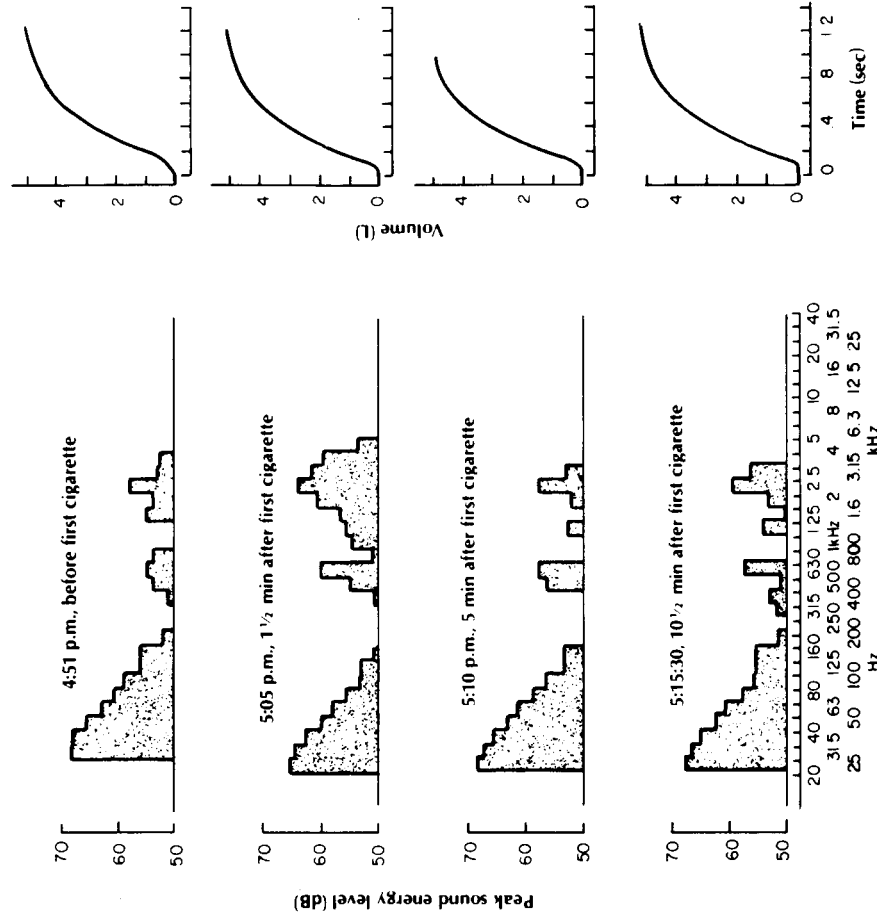 Peak sound energy level (dB)
70
60
50
4:51 p.m., before first cigarette
70
60
50
5:05 p.m., 1 1/2 min after first cigarette
70
60
50
5:10 p.m., 5 min after first cigarette
70
60
50
5:15:30, 10 1/2 min after first cigarette
20 40 80 160 315 630 125 25 5 10 20 40
31 5 63 125 250 500 1kHz 2 4 8 16 31.5
25 50 100 200 400 800 1.6 3.15 6.3 12 5 25
Hz kHz
Volume (L)
4
2
0
4
2
0
4
2
0
4
2
0
0 4 8 12
Time (sec)